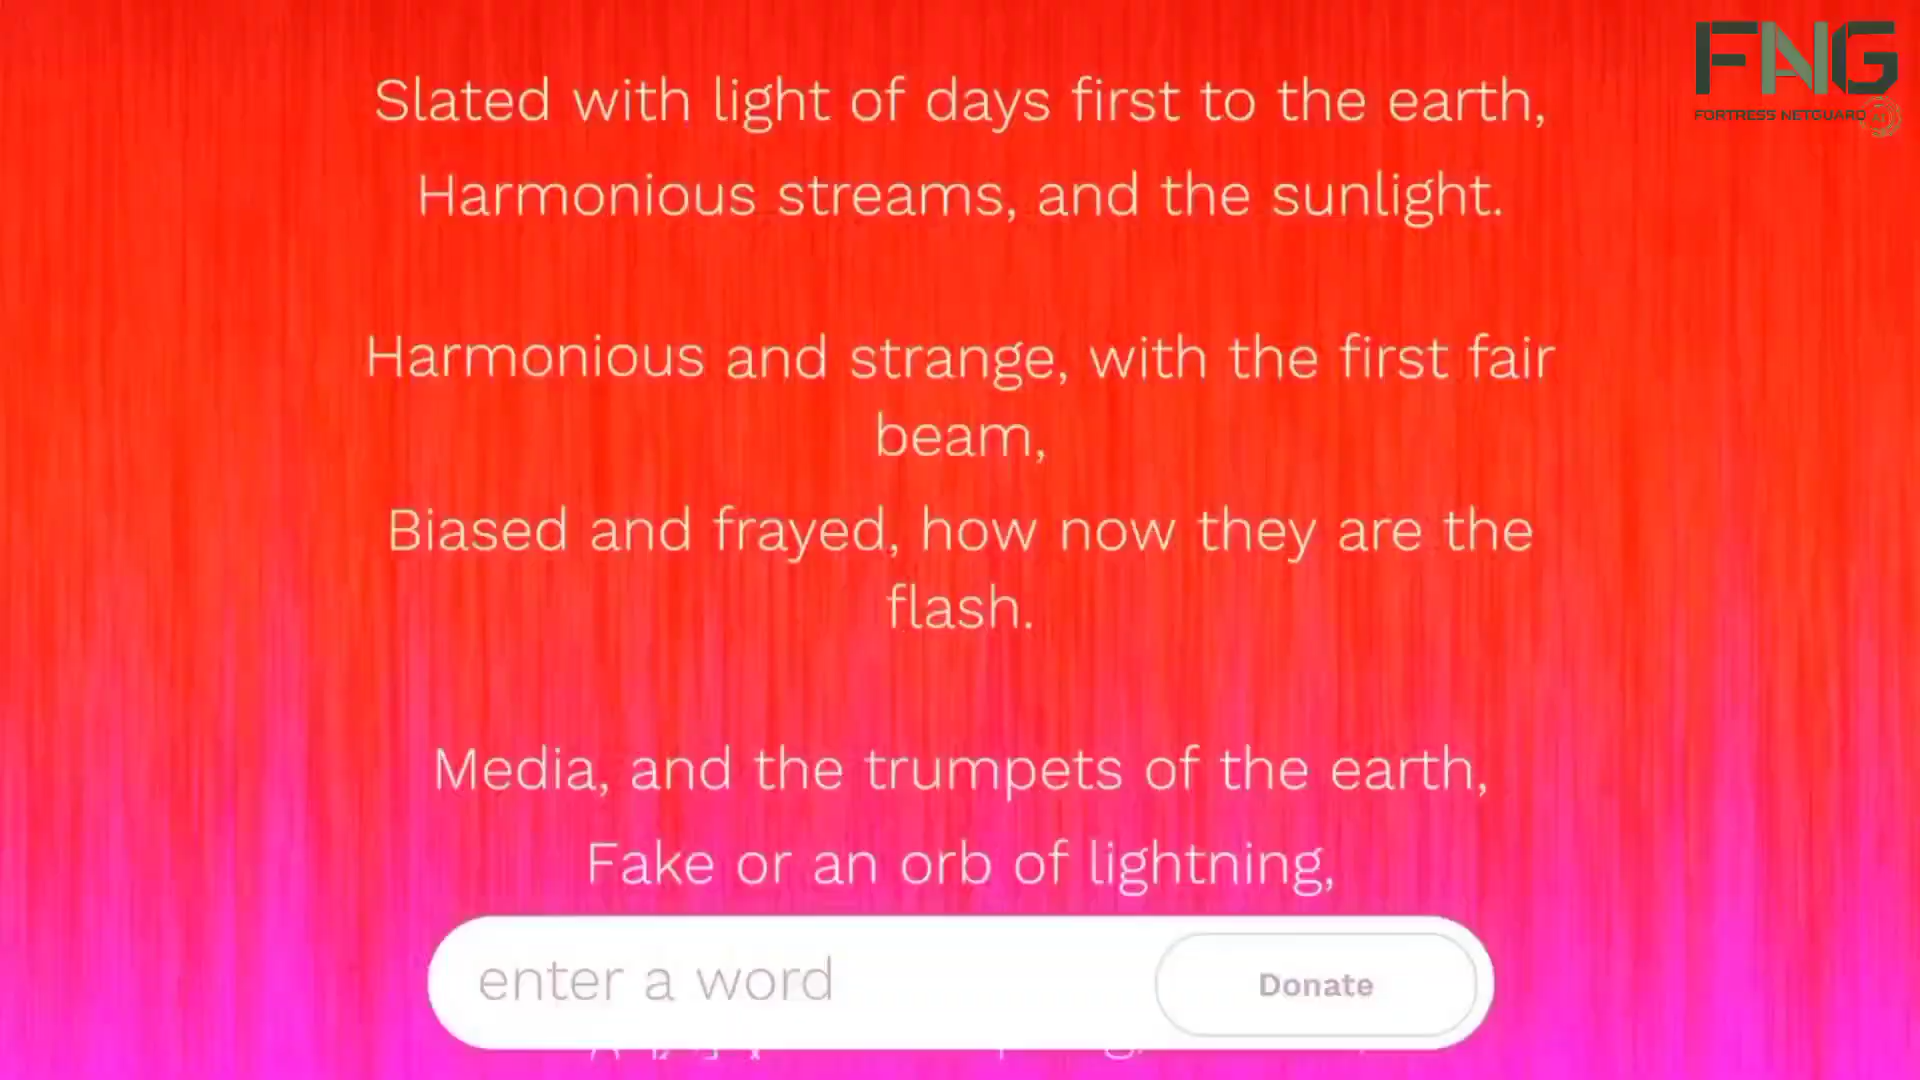 FNG
FORTRESS NETGUARD
AI
Slated with light of days first to the earth,
Harmonious streams, and the sunlight.
Harmonious and strange, with the first fair
beam,
Biased and frayed, how now they are the
flash.
Media, and the trumpets of the earth,
Fake or an orb of lightning,
enter a word
Donate